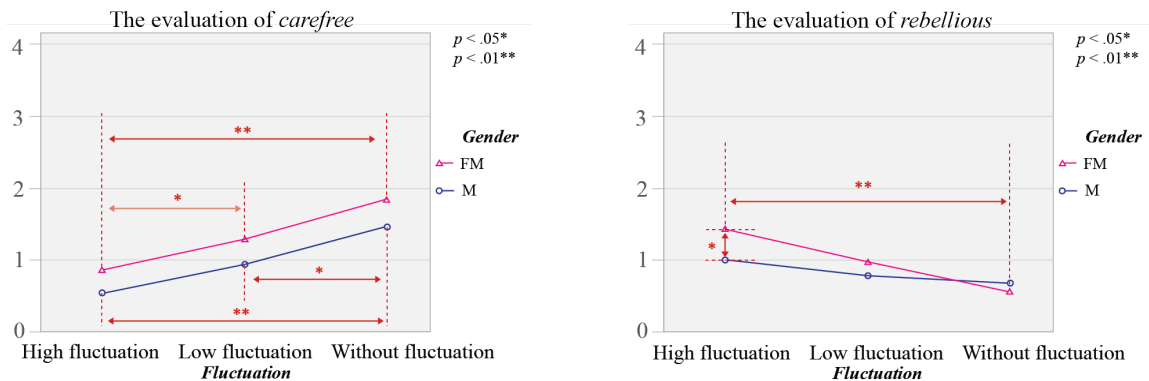 The evaluation of carefree
p < .05*
p < .01**
4
3
2
1
0
**
*
*
**
Gender
FM
M
High fluctuation Low fluctuation Without fluctuation
Fluctuation
The evaluation of rebellious
p < .05*
p < .01**
4
3
2
1
0
**
*
Gender
FM
M
High fluctuation Low fluctuation Without fluctuation
Fluctuation